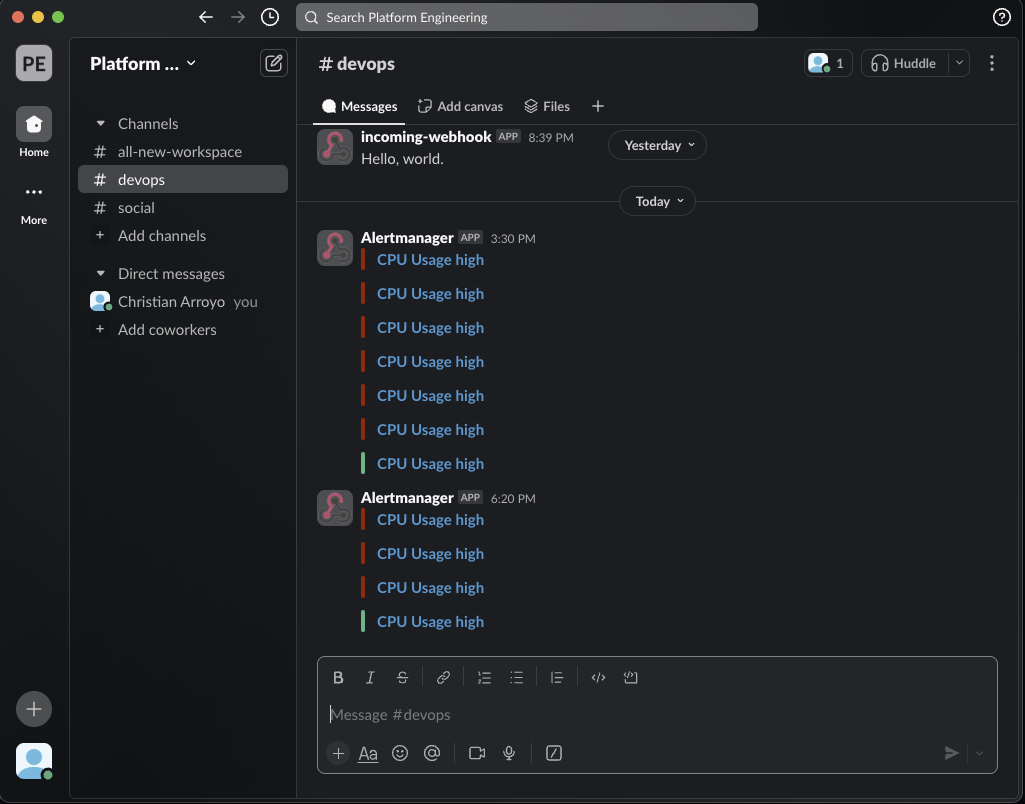 Search Platform Engineering
PE
Home
More
Platform ...
Channels
# all-new-workspace
# devops
# social
+ Add channels
Direct messages
Christian Arroyo you
+ Add coworkers
# devops
1
Huddle
Messages
Add canvas
Files
incoming-webhook APP 8:39 PM
Hello, world.
Yesterday
Today
Alertmanager APP 3:30 PM
CPU Usage high
CPU Usage high
CPU Usage high
CPU Usage high
CPU Usage high
CPU Usage high
CPU Usage high
Alertmanager APP 6:20 PM
CPU Usage high
CPU Usage high
CPU Usage high
CPU Usage high
B I S
Message #devops
Aa